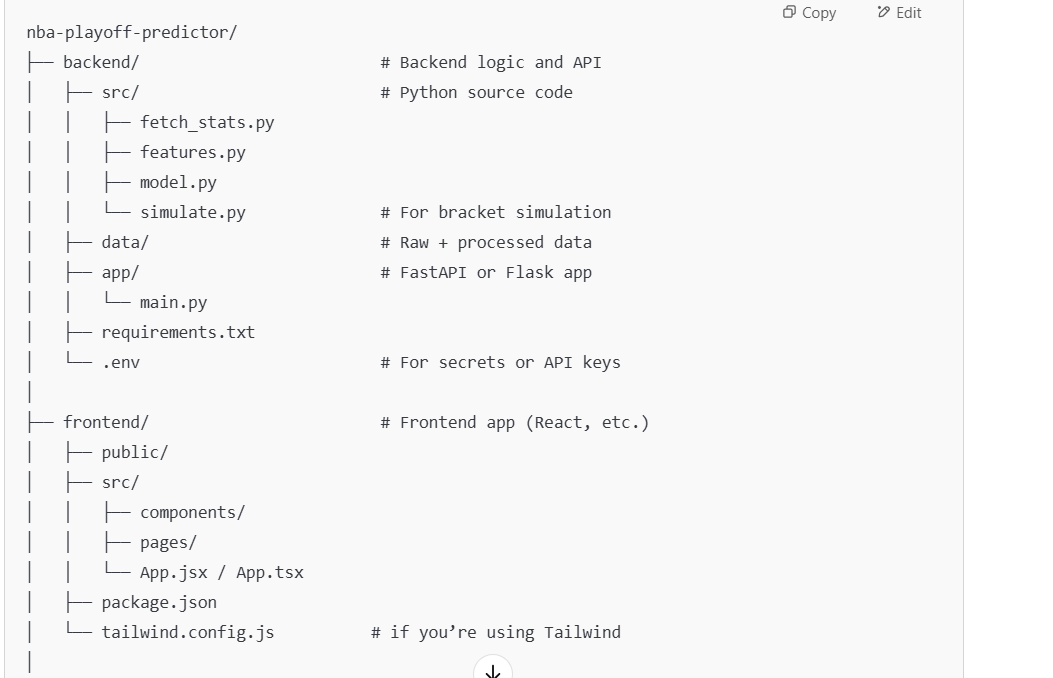 Copy Edit
nba-playoff-predictor/
├── backend/                         # Backend logic and API
│   ├── src/                         # Python source code
│   │   ├── fetch_stats.py
│   │   ├── features.py
│   │   ├── model.py
│   │   └── simulate.py              # For bracket simulation
│   ├── data/                        # Raw + processed data
│   ├── app/                         # FastAPI or Flask app
│   │   └── main.py
│   ├── requirements.txt
│   └── .env                         # For secrets or API keys
│
├── frontend/                        # Frontend app (React, etc.)
│   ├── public/
│   ├── src/
│   │   ├── components/
│   │   ├── pages/
│   │   └── App.jsx / App.tsx
│   ├── package.json
│   └── tailwind.config.js          # if you’re using Tailwind
│